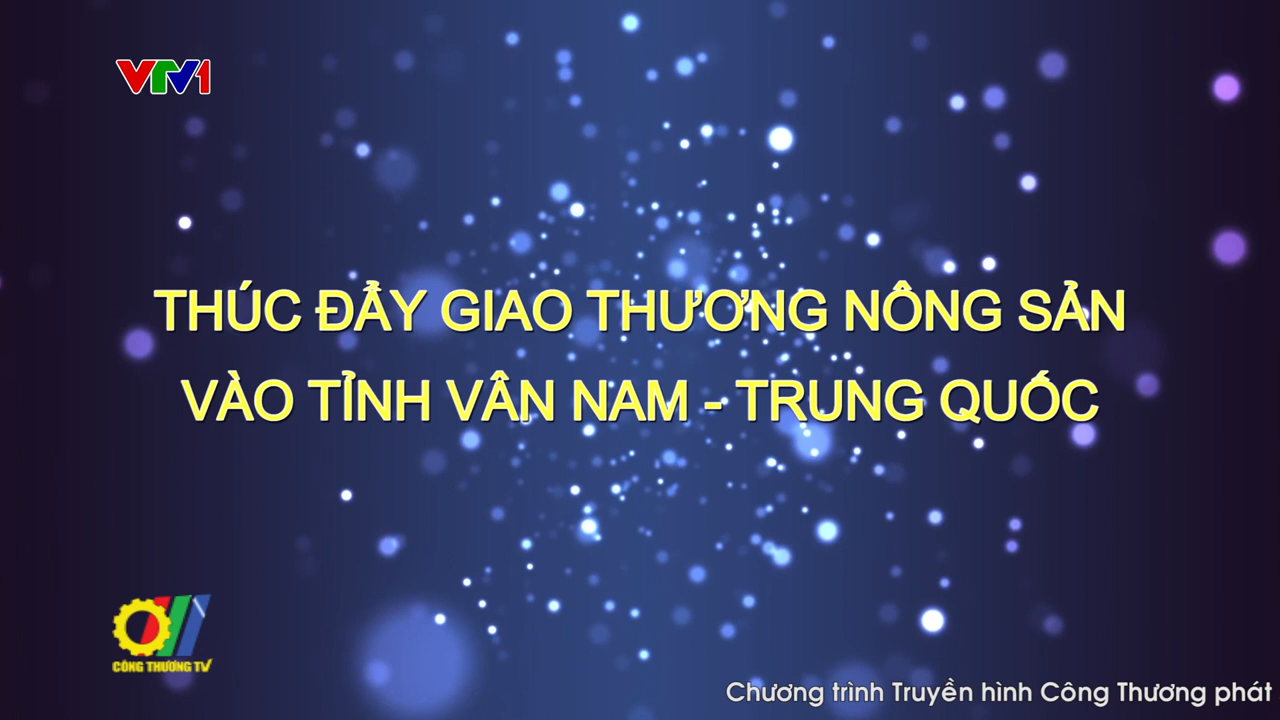 VTV1
THÚC ĐẨY GIAO THƯƠNG NÔNG SẢN
VÀO TỈNH VÂN NAM - TRUNG QUỐC
CÔNG THƯƠNG TV
Chương trình Truyền hình Công Thương phát